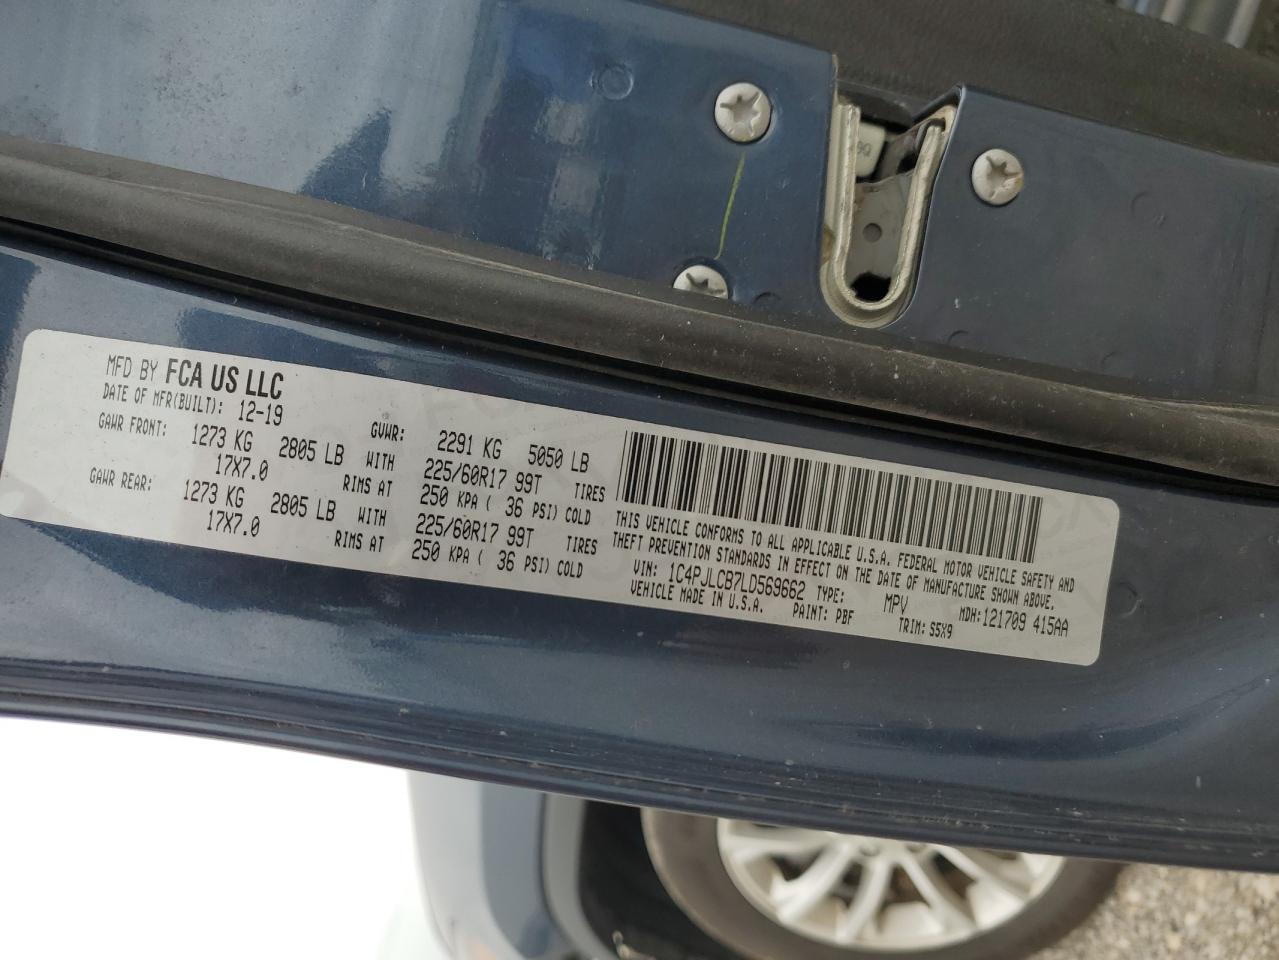 MFD BY FCA US LLC
DATE OF MFR(BUILT): 12-19 GVWR: 2291 KG 5050 LB
GAWR FRONT: 1273 KG 2805 LB WITH 225/60R17 99T TIRES
17X7.0 RIMS AT 250 KPA ( 36 PSI) COLD
GAWR REAR: 1273 KG 2805 LB WITH 225/60R17 99T TIRES
17X7.0 RIMS AT 250 KPA ( 36 PSI) COLD
THIS VEHICLE CONFORMS TO ALL APPLICABLE U.S.A. FEDERAL MOTOR VEHICLE SAFETY AND
THEFT PREVENTION STANDARDS IN EFFECT ON THE DATE OF MANUFACTURE SHOWN ABOVE.
VIN: 1C4PJLCB7LD569662 TYPE: MPV MDH:121709 415AA
VEHICLE MADE IN U.S.A. PAINT: PBF TRIM: S5X9